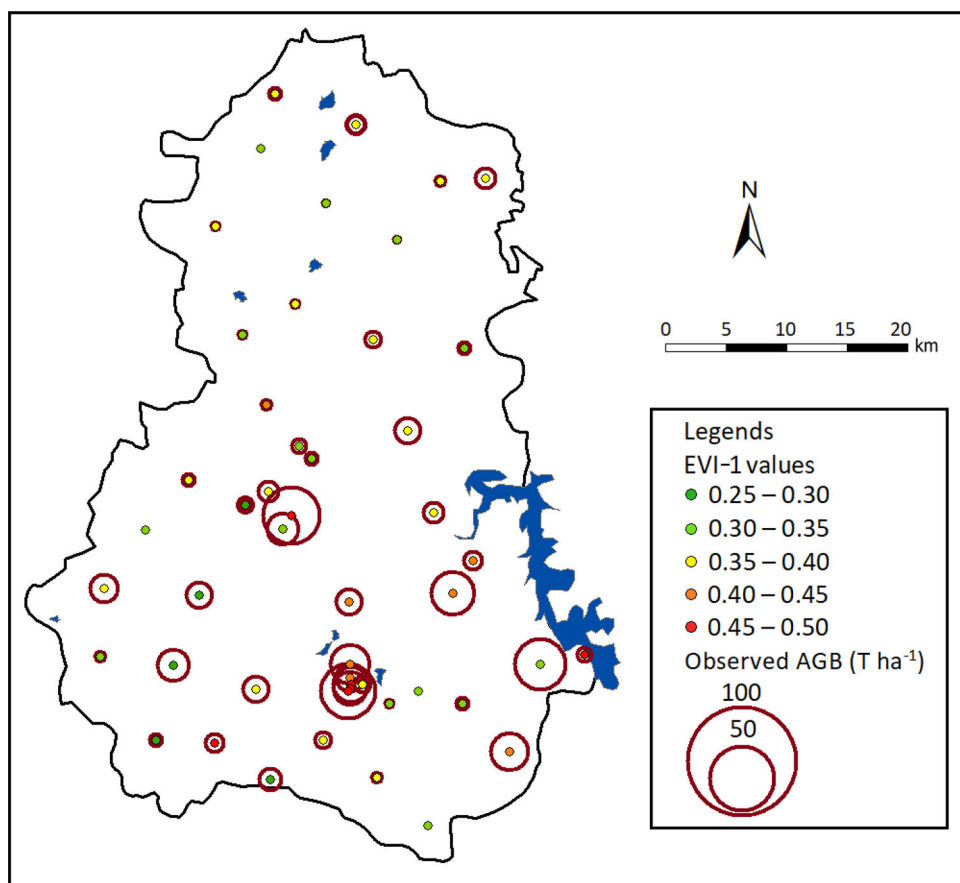 N
0 5 10 15 20
km
Legends
EVI-1 values
0.25 – 0.30
0.30 – 0.35
0.35 – 0.40
0.40 – 0.45
0.45 – 0.50
Observed AGB (T ha⁻¹)
100
50